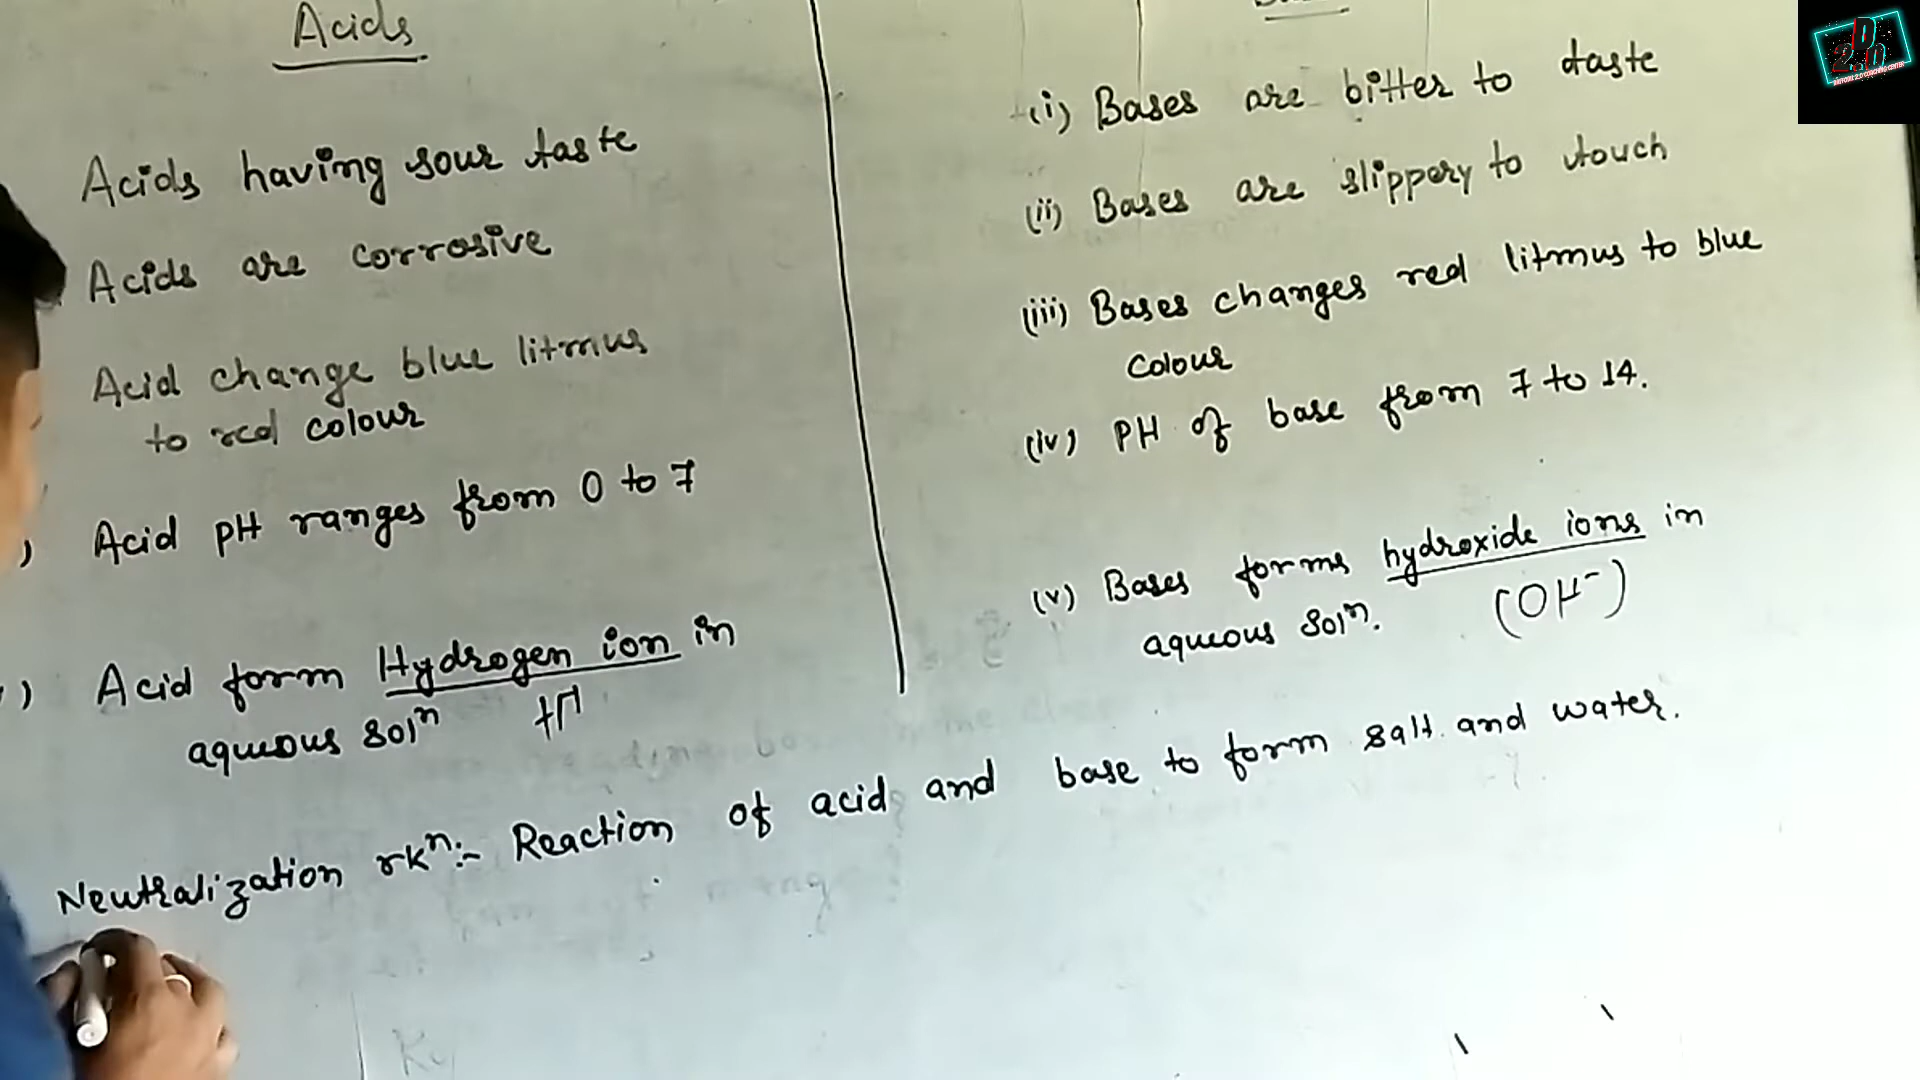 Acids
Acids having sour taste
Acids are corrosive
Acid change blue litmus
to red colour
) Acid pH ranges from 0 to 7
) Acid form Hydrogen ion in
aqueous solⁿ
(i) Bases are bitter to taste
(ii) Bases are slippery to touch
(iii) Bases changes red litmus to blue
colour
(iv) PH of base from 7 to 14.
(v) Bases forms hydroxide ions in
aqueous solⁿ. (OH⁻)
Neutralization rxⁿ:- Reaction of acid and base to form salt and water.
D
2.0